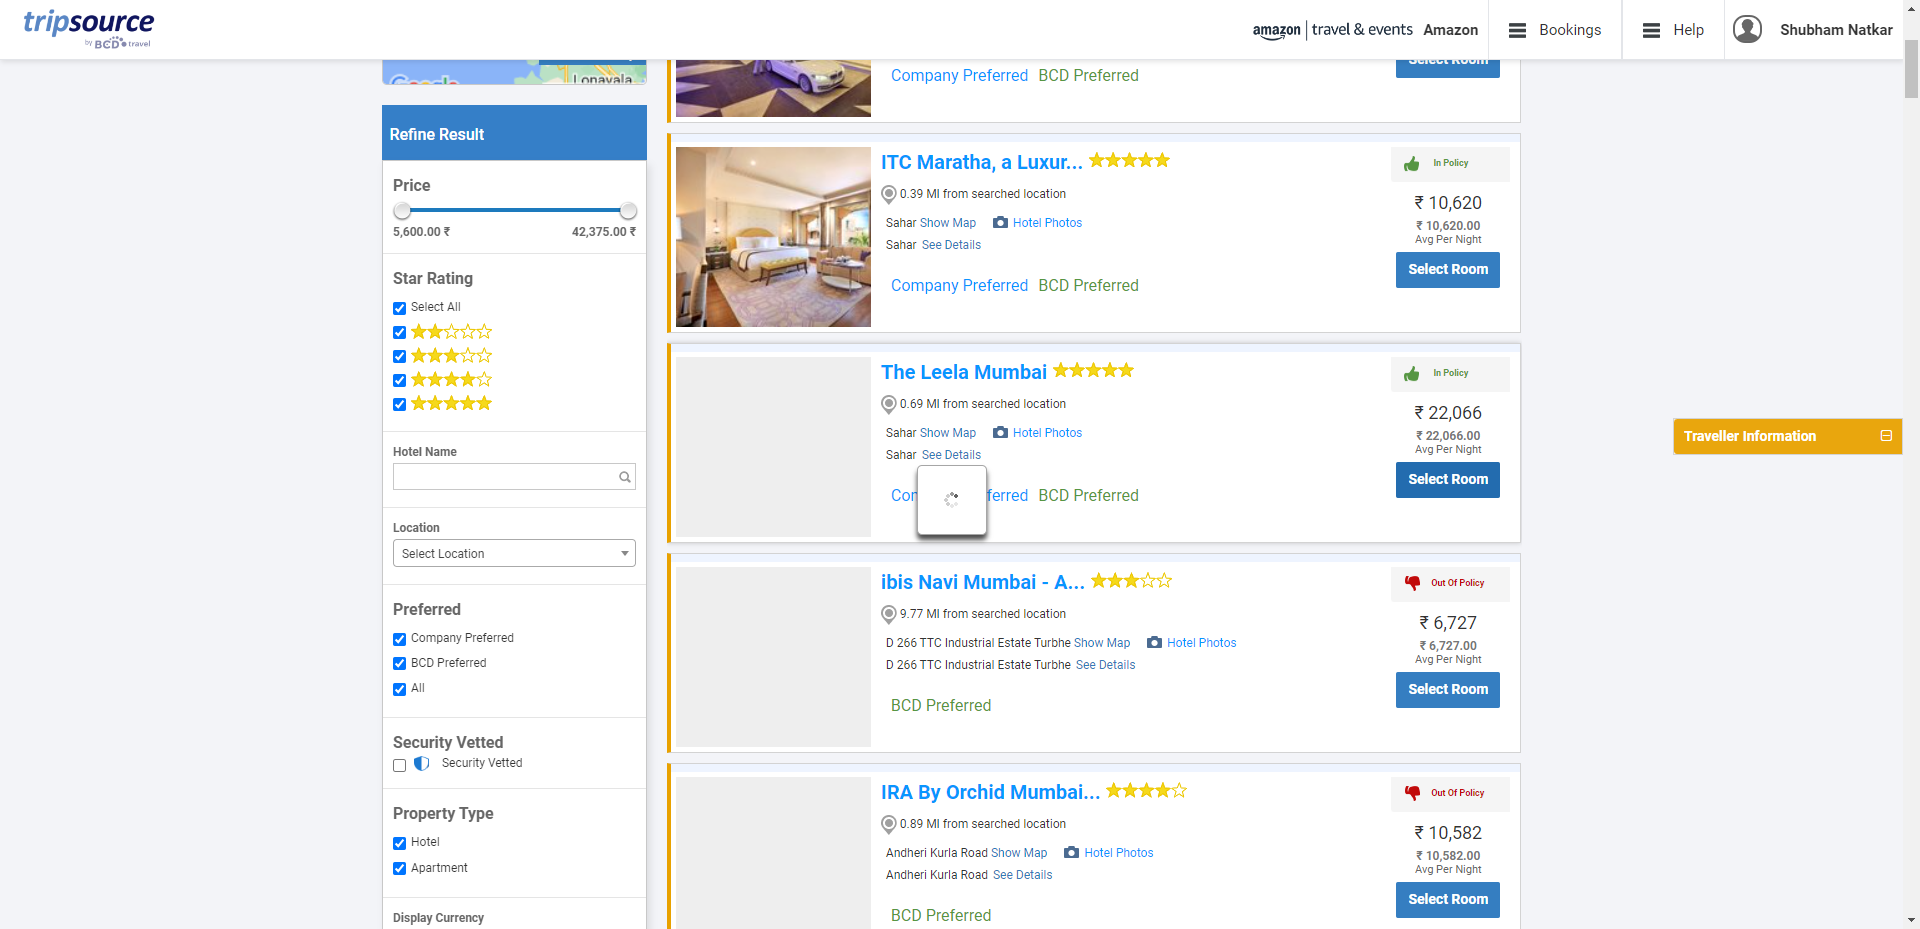 tripsource
by BCD travel
amazon travel & events Amazon
Bookings
Help
Shubham Natkar
Google
Lonavala
Company Preferred BCD Preferred
Select Room
Refine Result
Price
5,600.00 ₹ 42,375.00 ₹
Star Rating
Select All
Hotel Name
Location
Select Location
Preferred
Company Preferred
BCD Preferred
All
Security Vetted
Security Vetted
Property Type
Hotel
Apartment
Display Currency
ITC Maratha, a Luxur...
0.39 MI from searched location
Sahar Show Map Hotel Photos
Sahar See Details
Company Preferred BCD Preferred
In Policy
₹ 10,620
₹ 10,620.00
Avg Per Night
Select Room
The Leela Mumbai
0.69 MI from searched location
Sahar Show Map Hotel Photos
Sahar See Details
BCD Preferred
In Policy
₹ 22,066
₹ 22,066.00
Avg Per Night
Select Room
ibis Navi Mumbai - A...
9.77 MI from searched location
D 266 TTC Industrial Estate Turbhe Show Map Hotel Photos
D 266 TTC Industrial Estate Turbhe See Details
BCD Preferred
Out Of Policy
₹ 6,727
₹ 6,727.00
Avg Per Night
Select Room
IRA By Orchid Mumbai...
0.89 MI from searched location
Andheri Kurla Road Show Map Hotel Photos
Andheri Kurla Road See Details
BCD Preferred
Out Of Policy
₹ 10,582
₹ 10,582.00
Avg Per Night
Select Room
Traveller Information